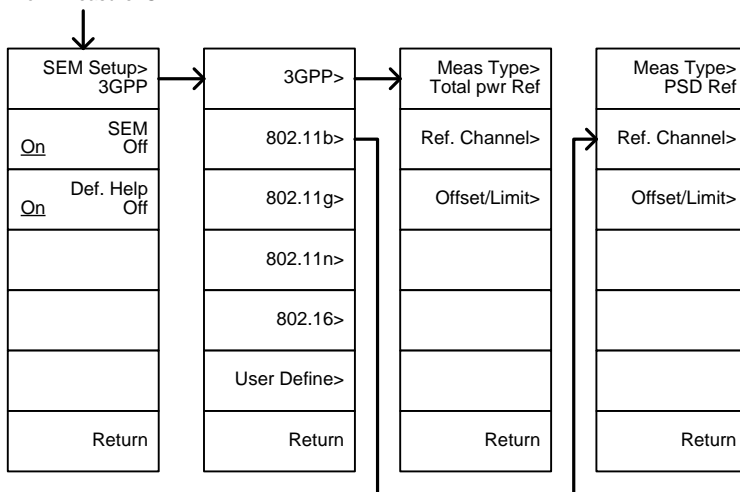 SEM Setup>
3GPP
SEM
On Off
Def. Help
On Off
Return
3GPP>
802.11b>
802.11g>
802.11n>
802.16>
User Define>
Return
Meas Type>
Total pwr Ref
Ref. Channel>
Offset/Limit>
Return
Meas Type>
PSD Ref
Ref. Channel>
Offset/Limit>
Return